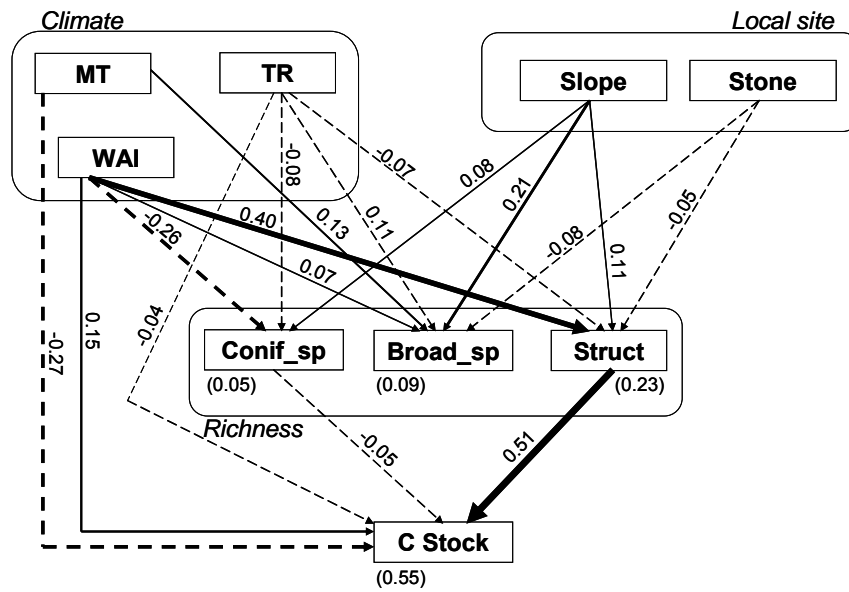 Climate
Local site
MT
TR
Slope
Stone
WAI
-0.08
-0.07
0.08
0.21
-0.05
-0.26
0.40
0.13
0.11
-0.08
0.11
0.07
-0.27
0.15
-0.04
Conif_sp
Broad_sp
Struct
(0.05)
(0.09)
(0.23)
Richness
-0.05
0.51
C Stock
(0.55)